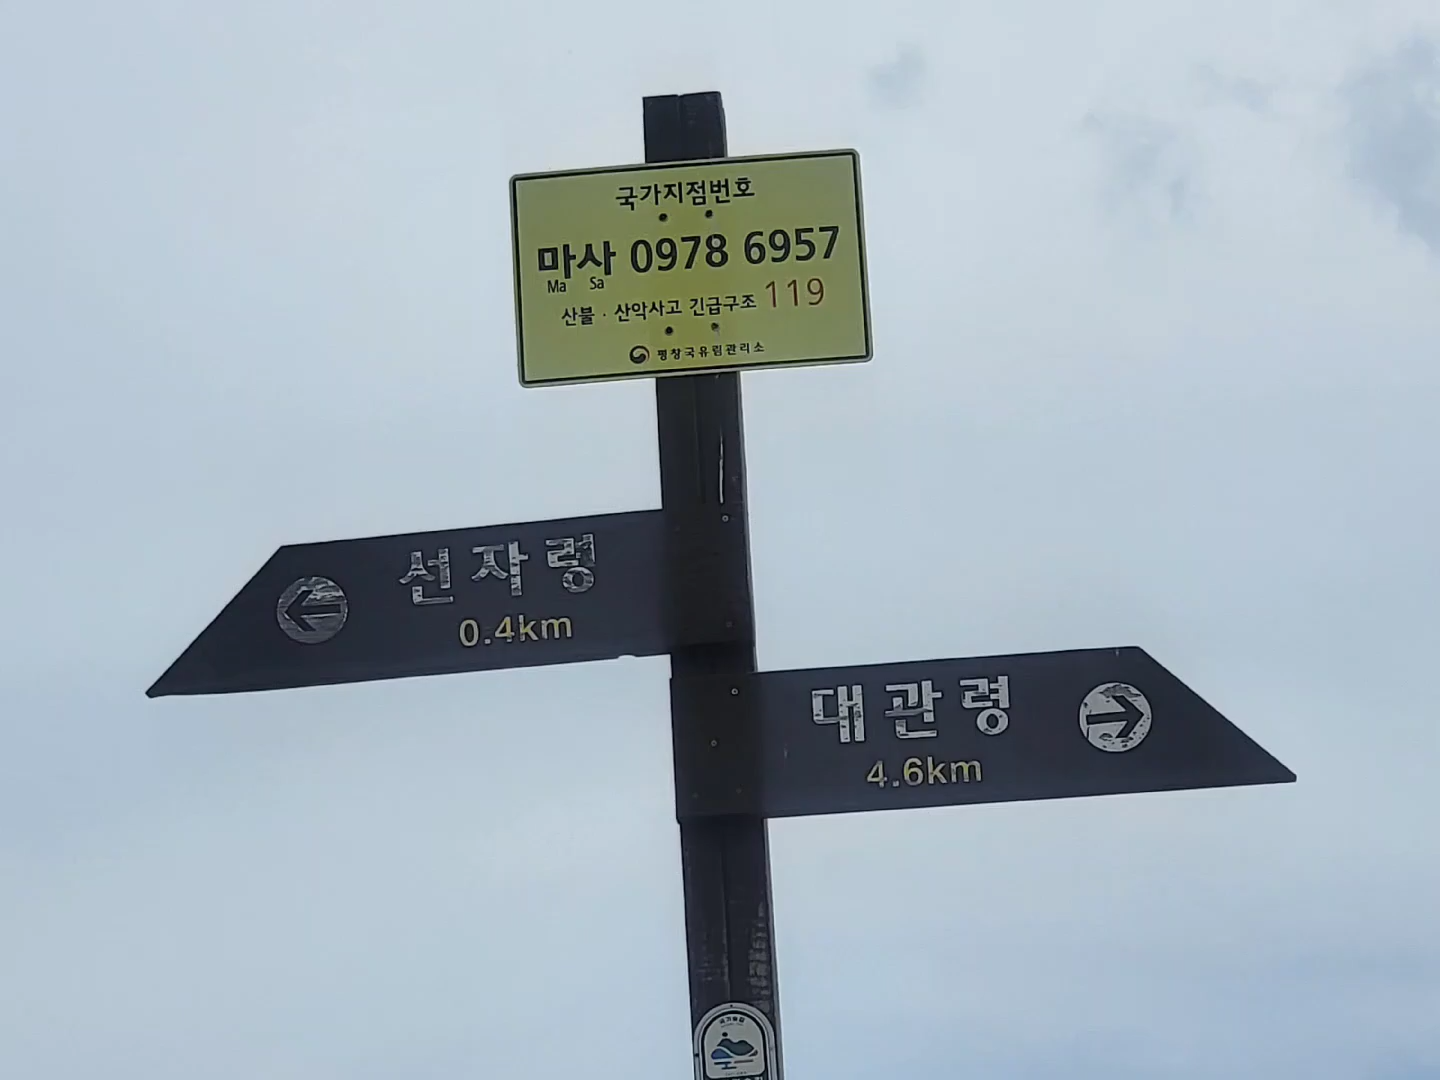 국가지점번호
마사 0978 6957
Ma Sa
산불 · 산악사고 긴급구조 119
평창국유림관리소
선자령
0.4km
대관령
4.6km